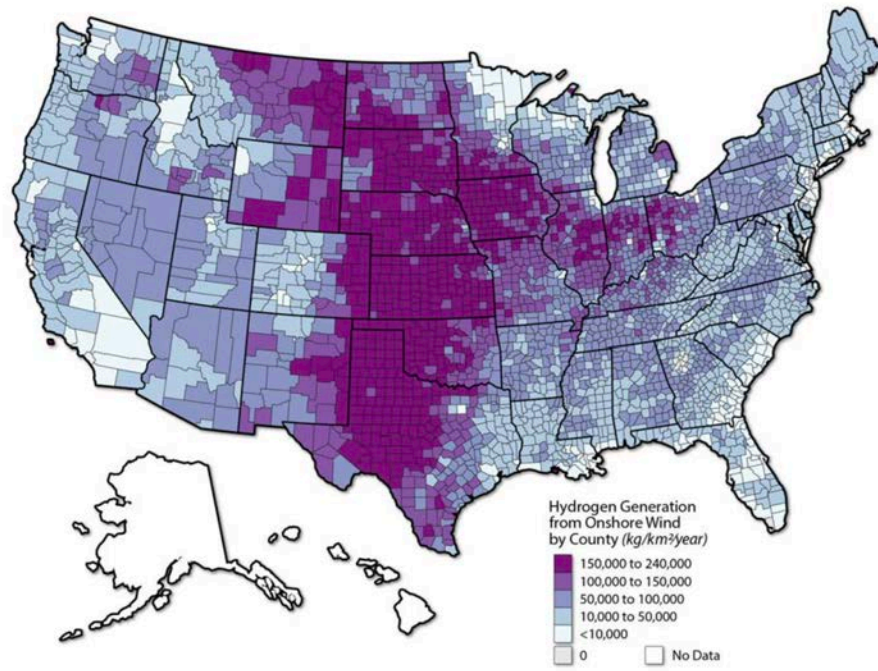 Hydrogen Generation
from Onshore Wind
by County (kg/km²/year)
150,000 to 240,000
100,000 to 150,000
50,000 to 100,000
10,000 to 50,000
<10,000
0 No Data